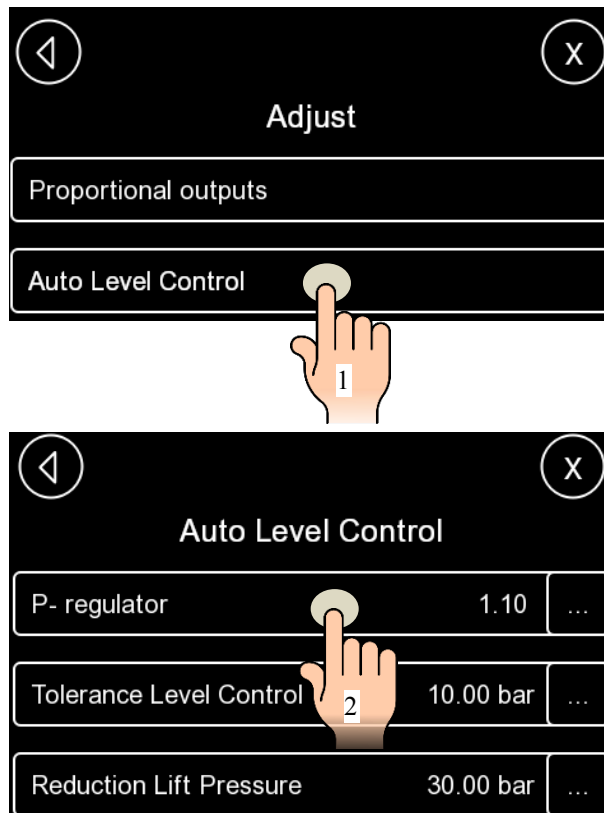 X
Adjust
Proportional outputs
Auto Level Control
1
X
Auto Level Control
P- regulator 1.10 ...
Tolerance Level Control 10.00 bar ...
2
Reduction Lift Pressure 30.00 bar ...